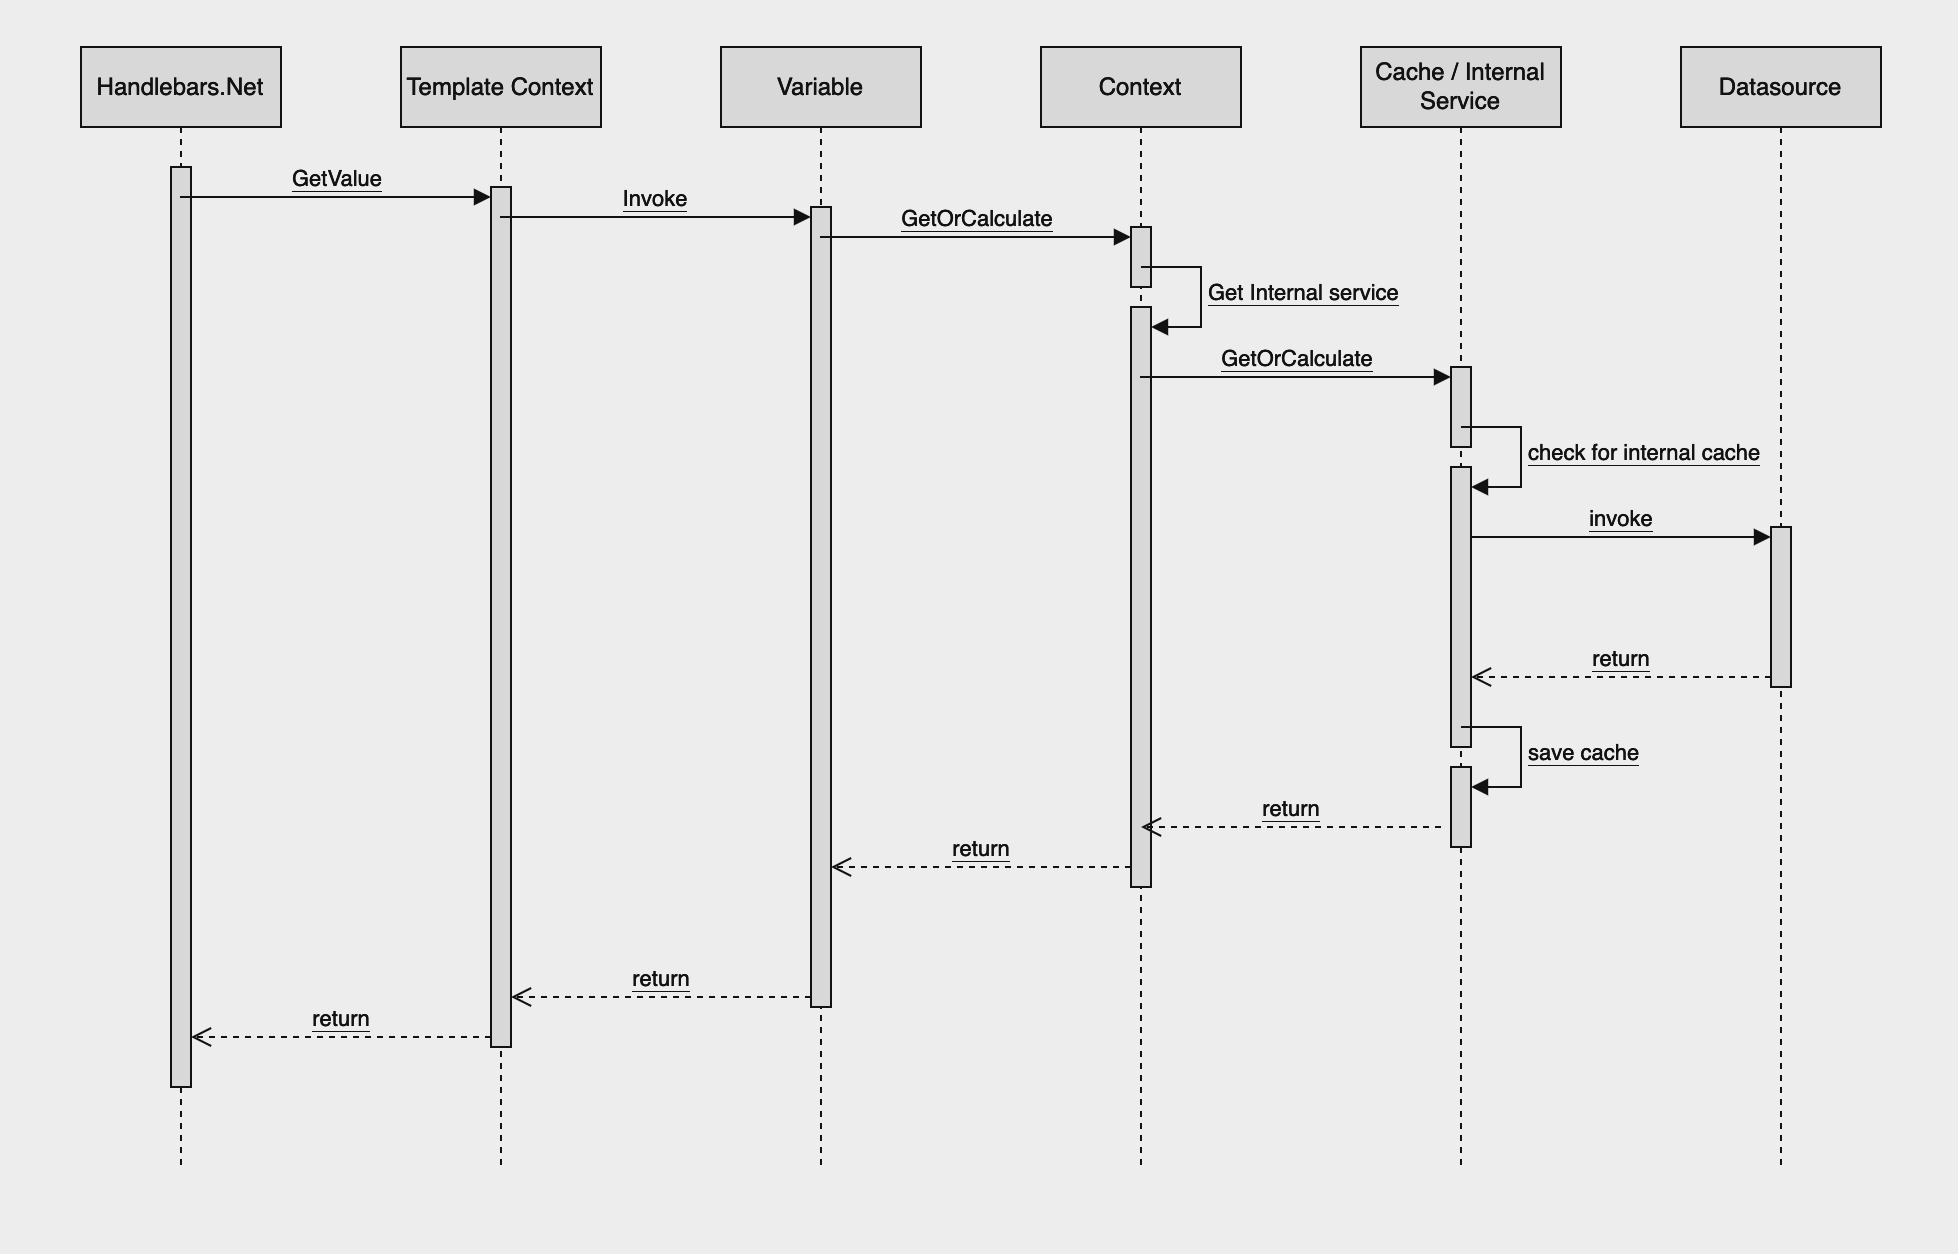 Handlebars.Net
Template Context
Variable
Context
Cache / Internal
Service
Datasource
GetValue
Invoke
GetOrCalculate
Get Internal service
GetOrCalculate
check for internal cache
invoke
return
save cache
return
return
return
return